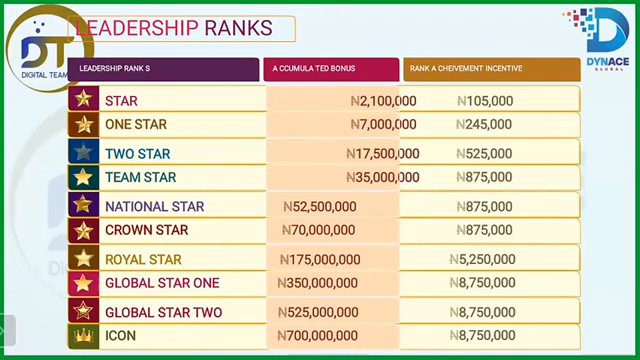 LEADERSHIP RANKS
DT
DIGITAL TEAM
D
DYNACE
GLOBAL
LEADERSHIP RANK S A CCUMULA TED BONUS RANK A CHEIVEMENT INCENTIVE
STAR ₦2,100,000 ₦105,000
ONE STAR ₦7,000,000 ₦245,000
TWO STAR ₦17,500,000 ₦525,000
TEAM STAR ₦35,000,000 ₦875,000
NATIONAL STAR ₦52,500,000 ₦875,000
CROWN STAR ₦70,000,000 ₦875,000
ROYAL STAR ₦175,000,000 ₦5,250,000
GLOBAL STAR ONE ₦350,000,000 ₦8,750,000
GLOBAL STAR TWO ₦525,000,000 ₦8,750,000
ICON ₦700,000,000 ₦8,750,000